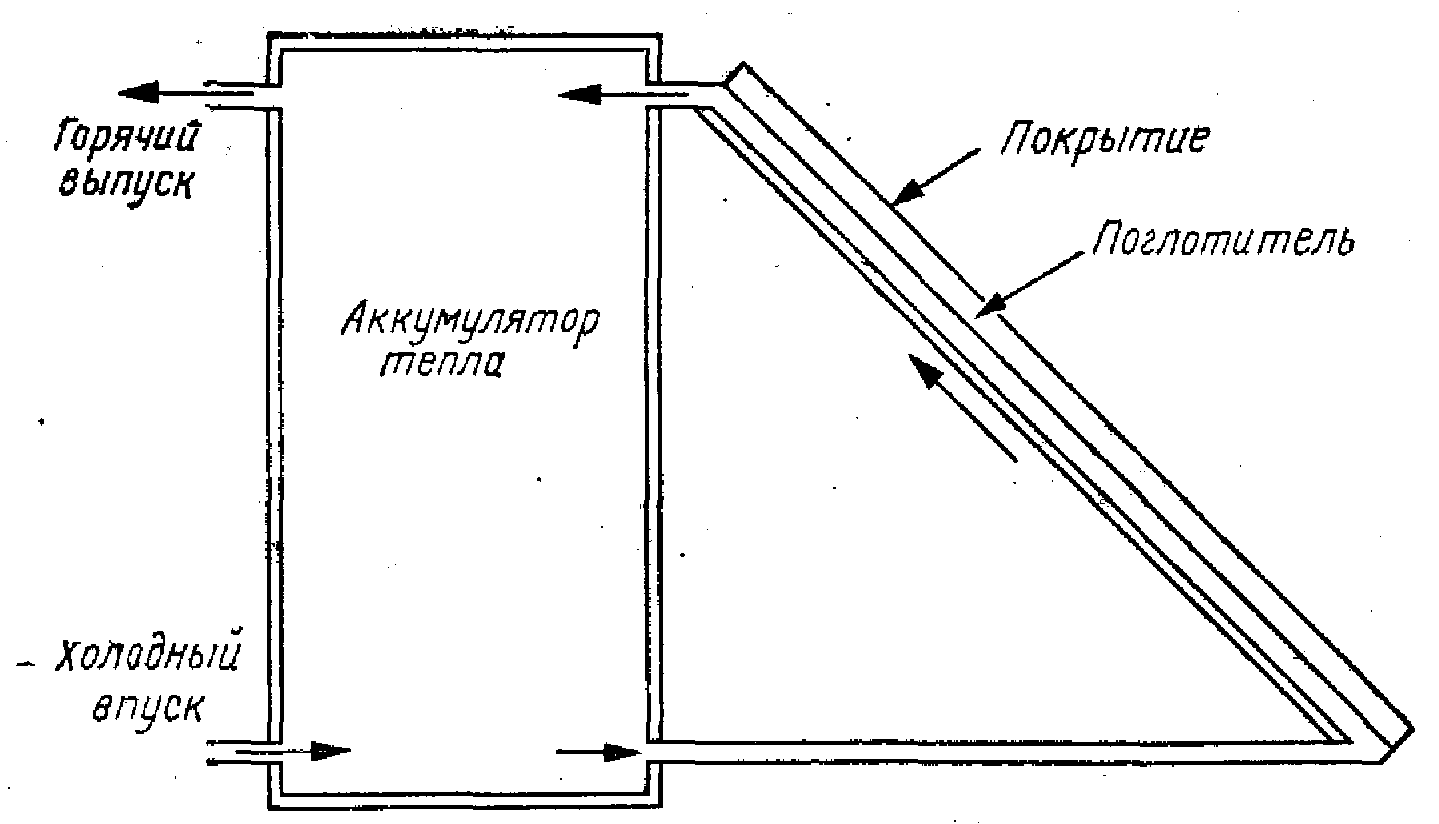 Горячий
выпуск
Покрытие
Поглотитель
Аккумулятор
тепла
Холодный
впуск